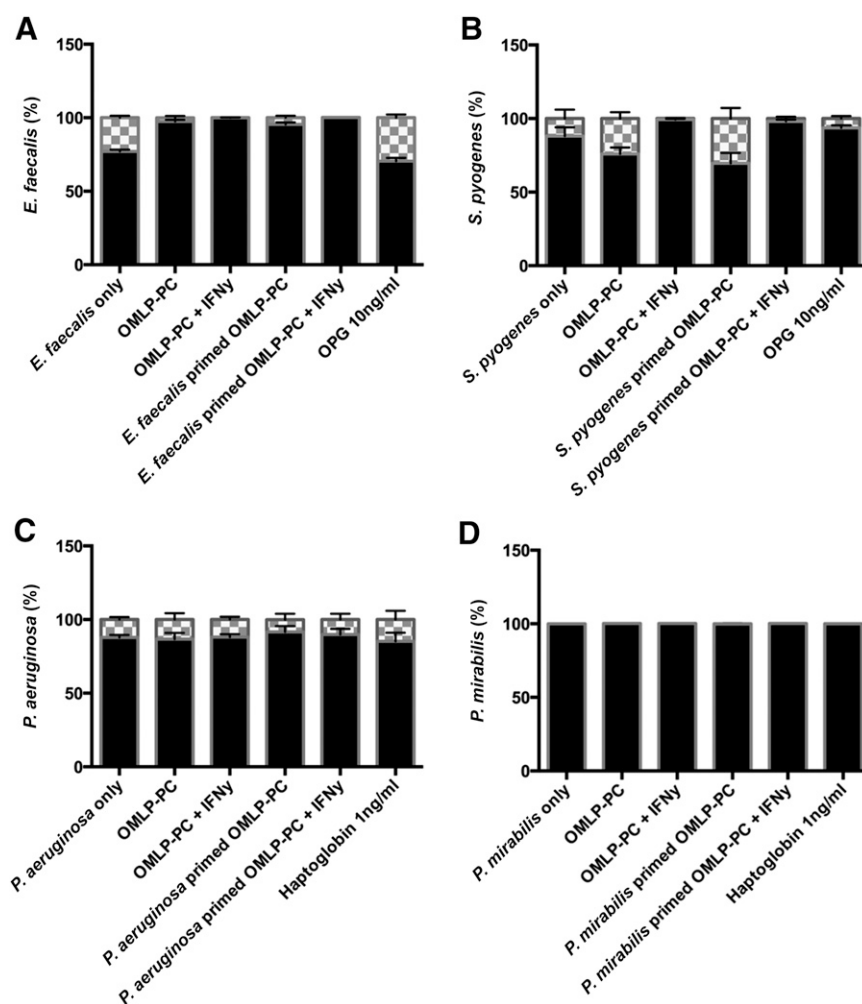 A
150
100
50
0
E. faecalis (%)
E. faecalis only
OMLP-PC
OMLP-PC + IFNy
E. faecalis primed OMLP-PC
E. faecalis primed OMLP-PC + IFNy
OPG 10ng/ml
B
150
100
50
0
S. pyogenes (%)
S. pyogenes only
OMLP-PC
OMLP-PC + IFNy
S. pyogenes primed OMLP-PC
S. pyogenes primed OMLP-PC + IFNy
OPG 10ng/ml
C
150
100
50
0
P. aeruginosa (%)
P. aeruginosa only
OMLP-PC
OMLP-PC + IFNy
P. aeruginosa primed OMLP-PC
P. aeruginosa primed OMLP-PC + IFNy
Haptoglobin 1ng/ml
D
150
100
50
0
P. mirabilis (%)
P. mirabilis only
OMLP-PC
OMLP-PC + IFNy
P. mirabilis primed OMLP-PC
P. mirabilis primed OMLP-PC + IFNy
Haptoglobin 1ng/ml